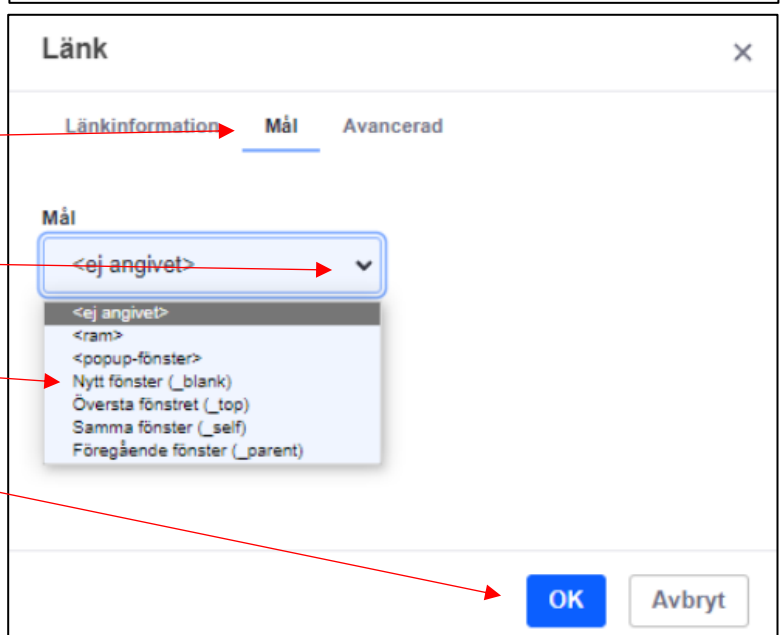 Länk
Länkinformation Mål Avancerad
Mål
<ej angivet>
<ej angivet>
<ram>
<popup-fönster>
Nytt fönster (_blank)
Översta fönstret (_top)
Samma fönster (_self)
Föregående fönster (_parent)
OK Avbryt